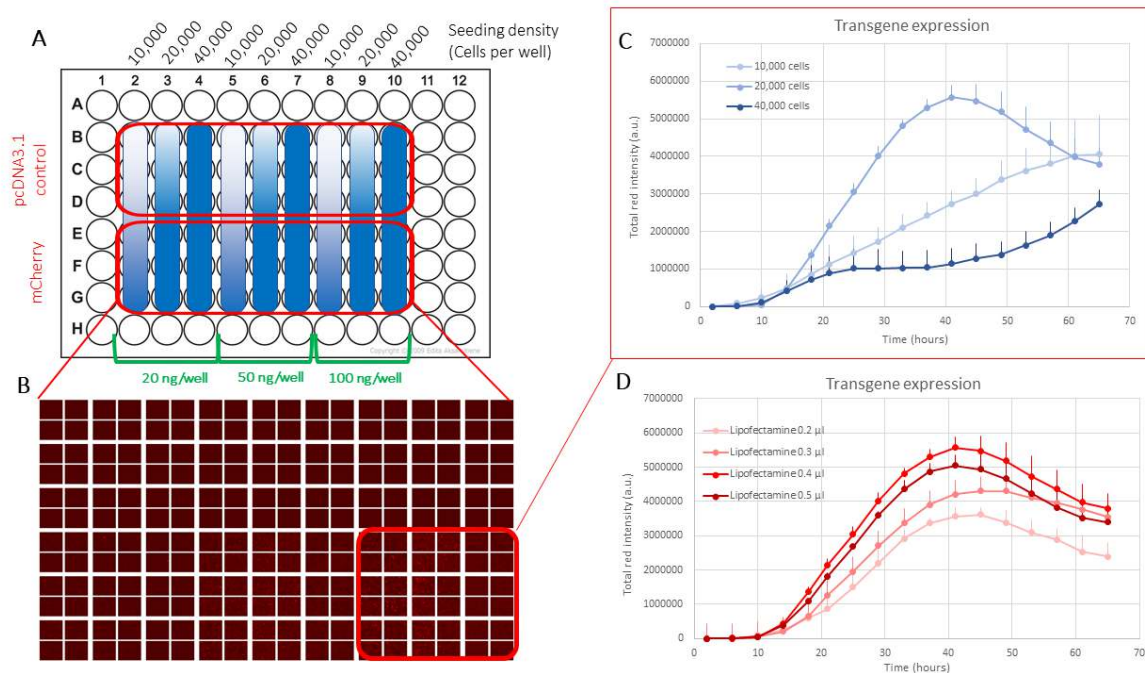 A
10,000
20,000
40,000
10,000
20,000
40,000
10,000
20,000
40,000
Seeding density
(Cells per well)
1 2 3 4 5 6 7 8 9 10 11 12
A
B
C
D
E
F
G
H
pcDNA3.1
control
mCherry
20 ng/well 50 ng/well 100 ng/well
B
C
Transgene expression
7000000
6000000
5000000
4000000
3000000
2000000
1000000
0
Total red intensity (a.u.)
10,000 cells
20,000 cells
40,000 cells
0 10 20 30 40 50 60 70
Time (hours)
D
Transgene expression
7000000
6000000
5000000
4000000
3000000
2000000
1000000
0
Total red intensity (a.u.)
Lipofectamine 0.2 µl
Lipofectamine 0.3 µl
Lipofectamine 0.4 µl
Lipofectamine 0.5 µl
0 10 20 30 40 50 60 70
Time (hours)